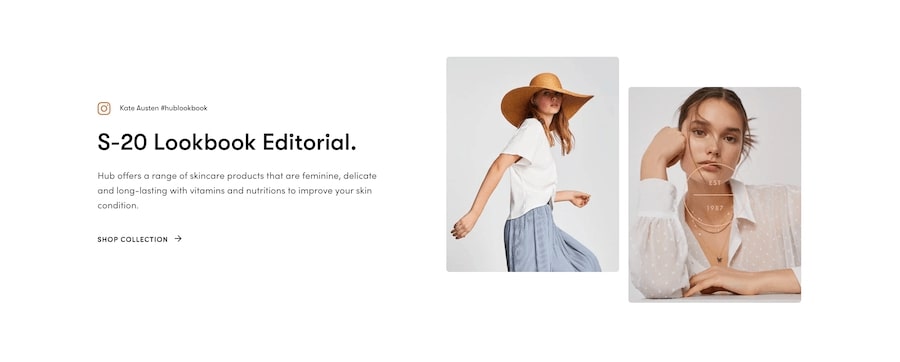 Kate Austen #hublookbook
S-20 Lookbook Editorial.
Hub offers a range of skincare products that are feminine, delicate
and long-lasting with vitamins and nutritions to improve your skin
condition.
SHOP COLLECTION
EST
1987